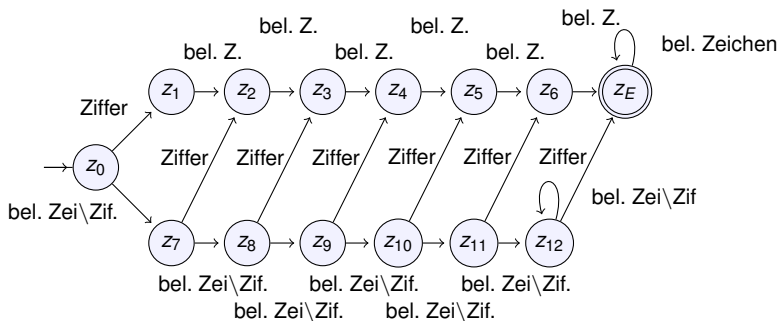 bel. Z.
bel. Z. bel. Z.
bel. Zeichen
bel. Z. bel. Z. bel. Z.
z1 z2 z3 z4 z5 z6 zE
Ziffer
Ziffer Ziffer Ziffer Ziffer Ziffer Ziffer
z0
bel. Zei\Zif
bel. Zei\Zif.
z7 z8 z9 z10 z11 z12
bel. Zei\Zif. bel. Zei\Zif. bel. Zei\Zif.
bel. Zei\Zif. bel. Zei\Zif.